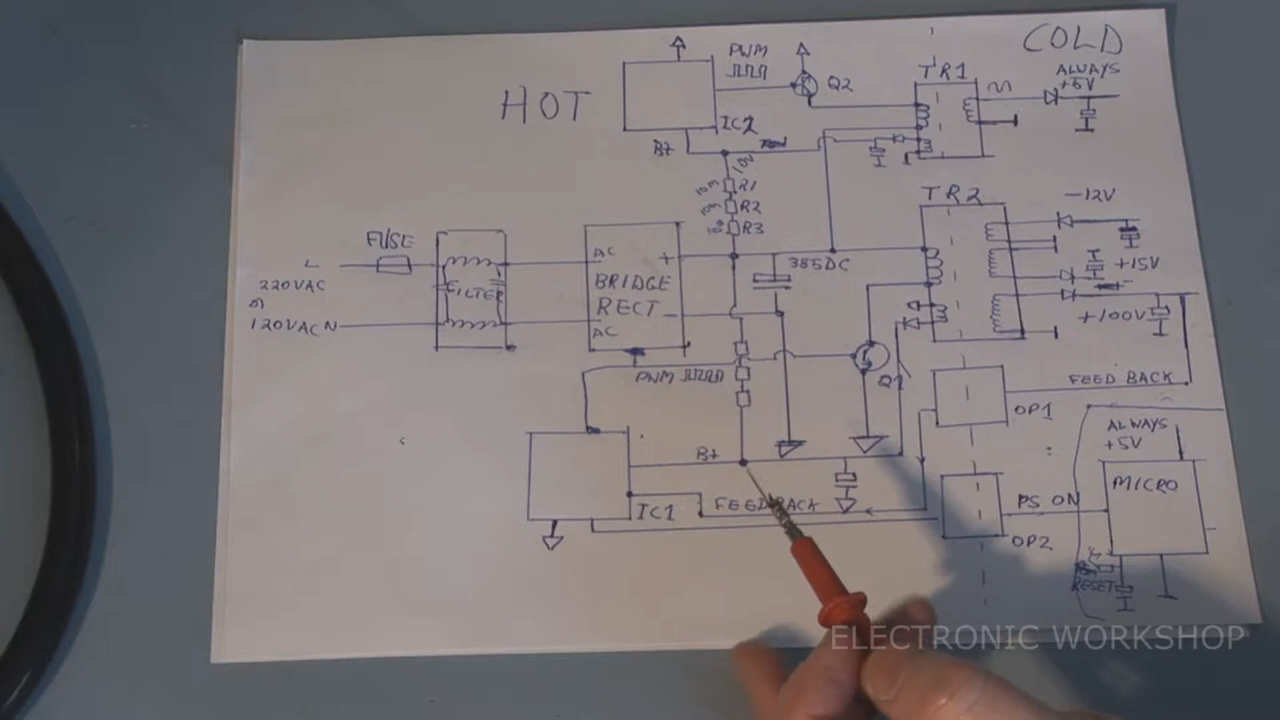 COLD
HOT
PWM
Q2
TR1
ALWAYS
+5V
IC2
B+
R1
R2
R3
TR2
-12V
+15V
+100V
FUSE
L
220VAC
120VAC N
FILTER
AC
+
BRIDGE
RECT
-
AC
385DC
PWM
Q1
FEED BACK
OP1
ALWAYS
+5V
MICRO
B+
FEEDBACK
IC1
PS ON
OP2
RESET
ELECTRONIC WORKSHOP